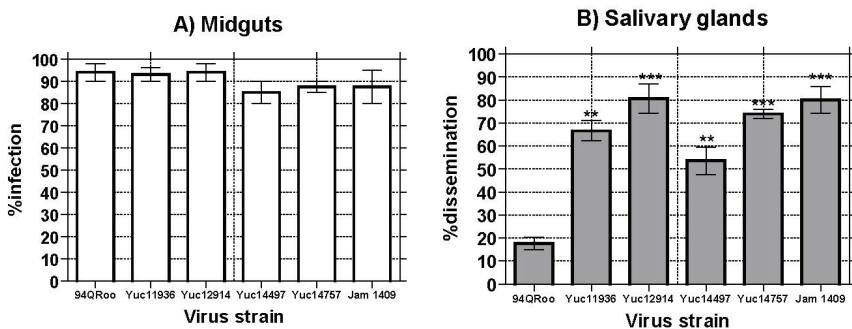 A) Midguts
%infection
100
90
80
70
60
50
40
30
20
10
0
94QRoo Yuc11936 Yuc12914 Yuc14497 Yuc14757 Jam 1409
Virus strain
B) Salivary glands
%dissemination
100
90
80
70
60
50
40
30
20
10
0
** *** ** *** ***
94QRoo Yuc11936 Yuc12914 Yuc14497 Yuc14757 Jam 1409
Virus strain